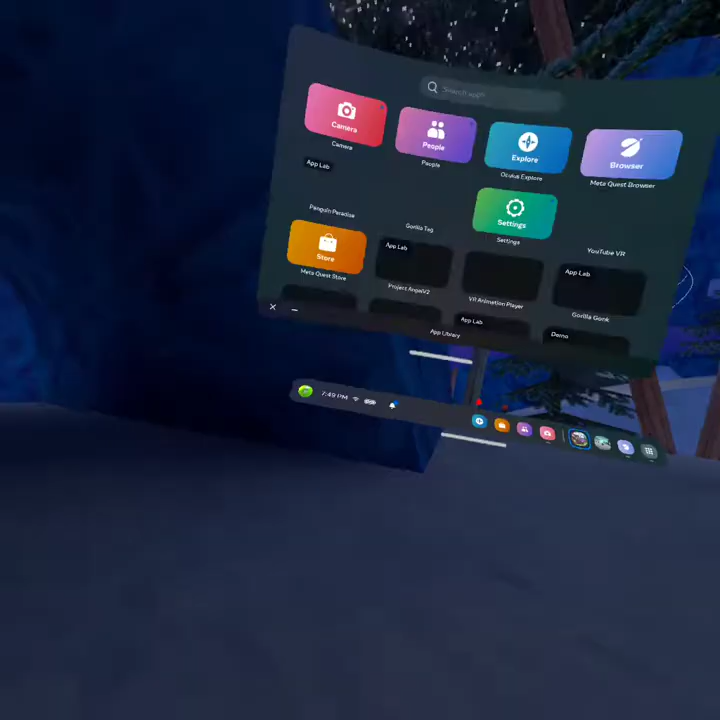 Search apps
Camera
People
Explore
Browser
Camera
People
Oculus Explore
Meta Quest Browser
App Lab
Settings
Penguin Paradise
Gorilla Tag
Settings
YouTube VR
Store
App Lab
App Lab
Meta Quest Store
Project AngelV2
VR Animation Player
Gorilla Gonk
App Lab
Demo
App Library
7:49 PM